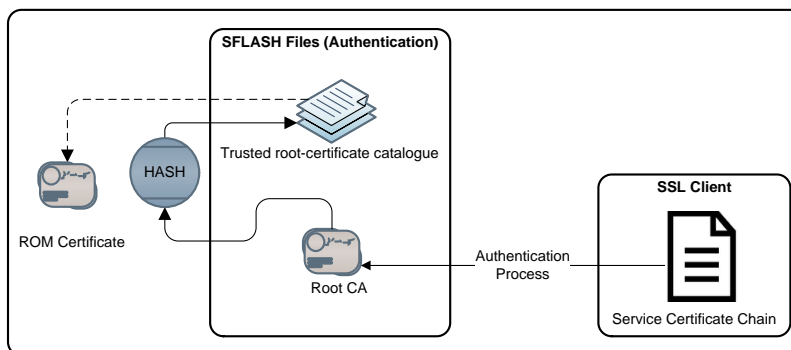 SFLASH Files (Authentication)
Trusted root-certificate catalogue
HASH
ROM Certificate
Root CA
Authentication
Process
SSL Client
Service Certificate Chain